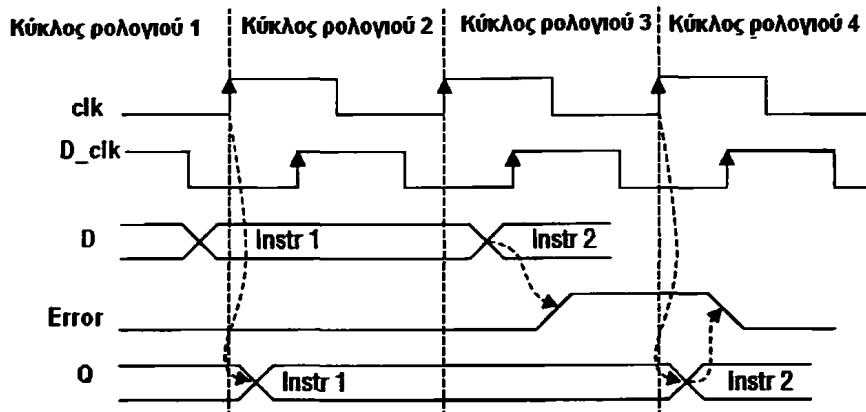 Κύκλος ρολογιού 1 Κύκλος ρολογιού 2 Κύκλος ρολογιού 3 Κύκλος ρολογιού 4
clk
D_clk
D Instr 1 Instr 2
Error
Q Instr 1 Instr 2